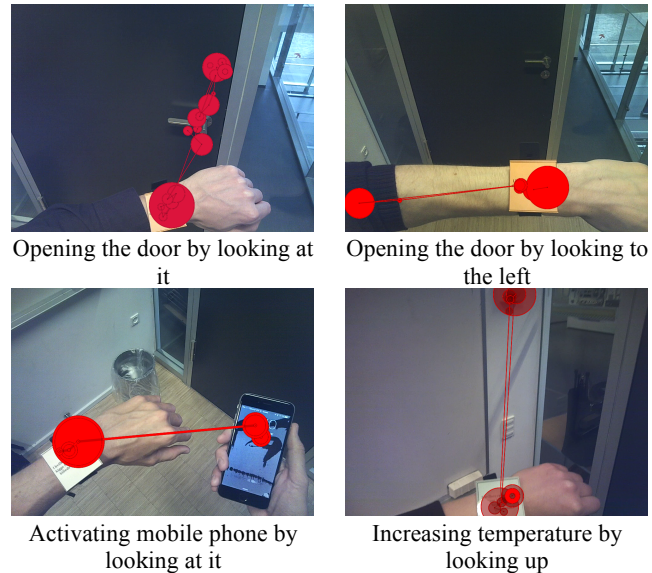 Opening the door by looking at
it
Opening the door by looking to
the left
Activating mobile phone by
looking at it
Increasing temperature by
looking up